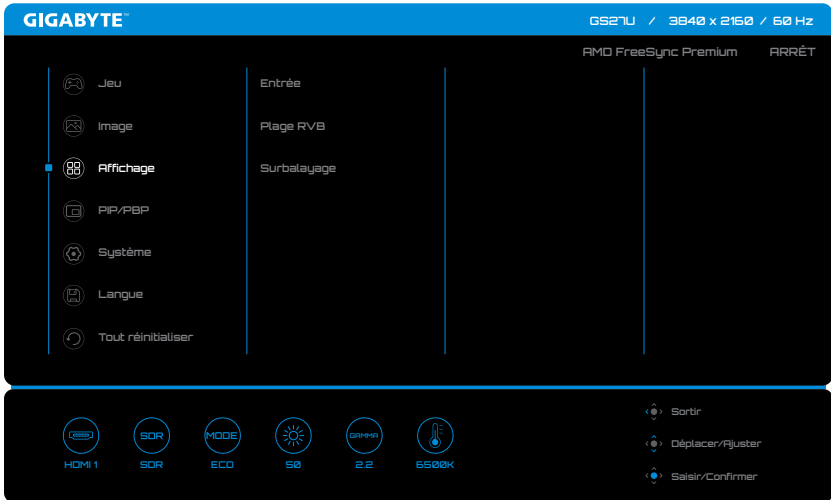 GIGABYTE™
GS27U / 3840 x 2160 / 60 Hz
AMD FreeSync Premium ARRÊT
Jeu
Entrée
Image
Plage RVB
Affichage
Surbalayage
PIP/PBP
Système
Langue
Tout réinitialiser
Sortir
Déplacer/Ajuster
Saisir/Confirmer
SDR
MODE
GAMMA
HDMI 1
SDR
ECO
50
2.2
6500K